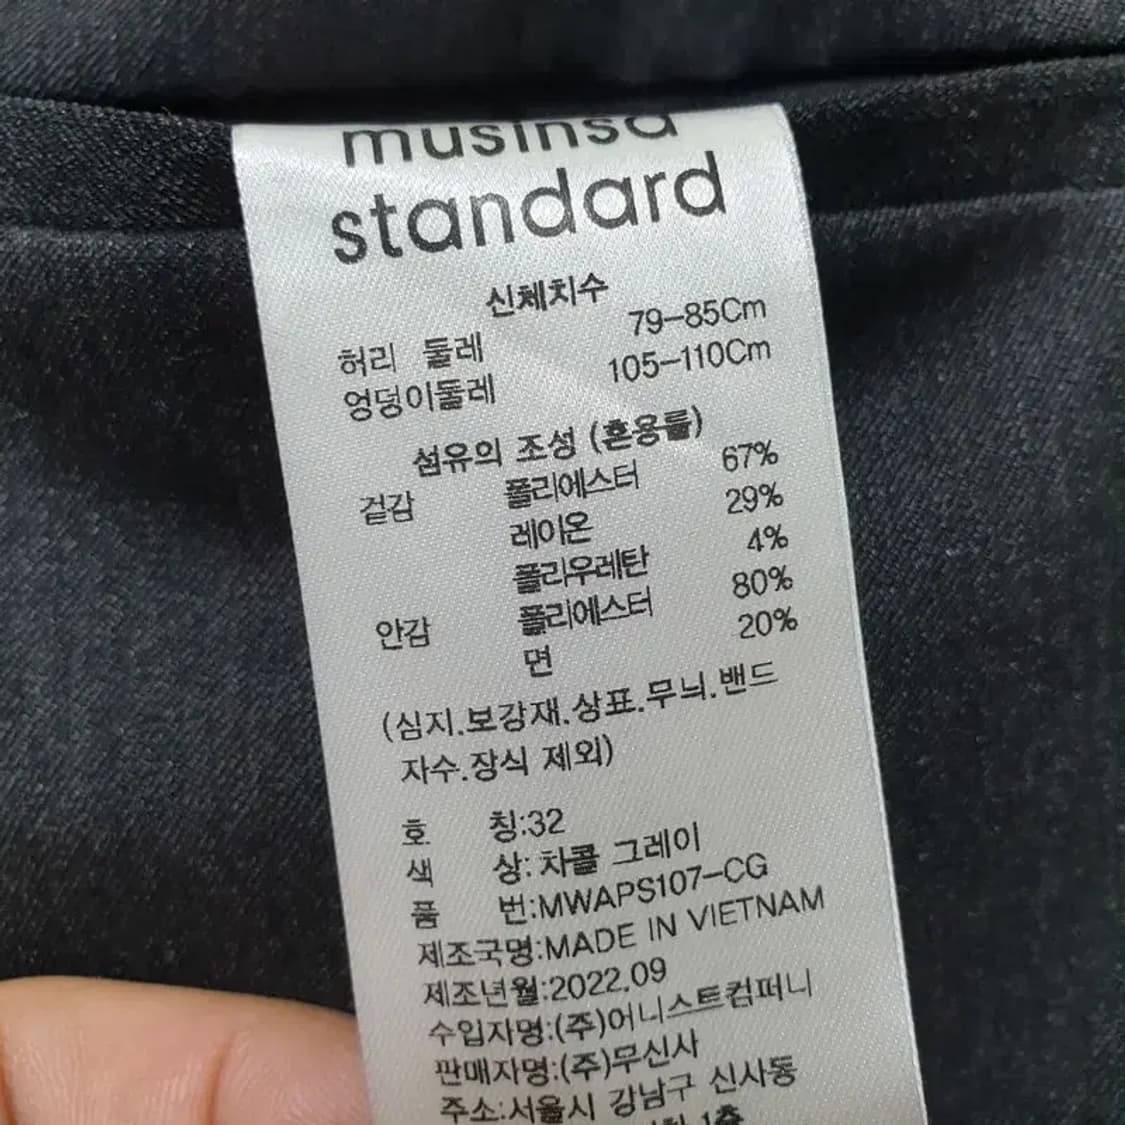 musinsa
standard
신체치수
허리 둘레 79-85Cm
엉덩이둘레 105-110Cm
섬유의 조성 (혼용률)
겉감 폴리에스터 67%
레이온 29%
폴리우레탄 4%
안감 폴리에스터 80%
면 20%
(심지.보강재.상표.무늬.밴드
자수.장식 제외)
호 칭:32
색 상:차콜 그레이
품 번:MWAPS107-CG
제조국명:MADE IN VIETNAM
제조년월:2022.09
수입자명:(주)어니스트컴퍼니
판매자명:(주)무신사
주소:서울시 강남구 신사동
1층